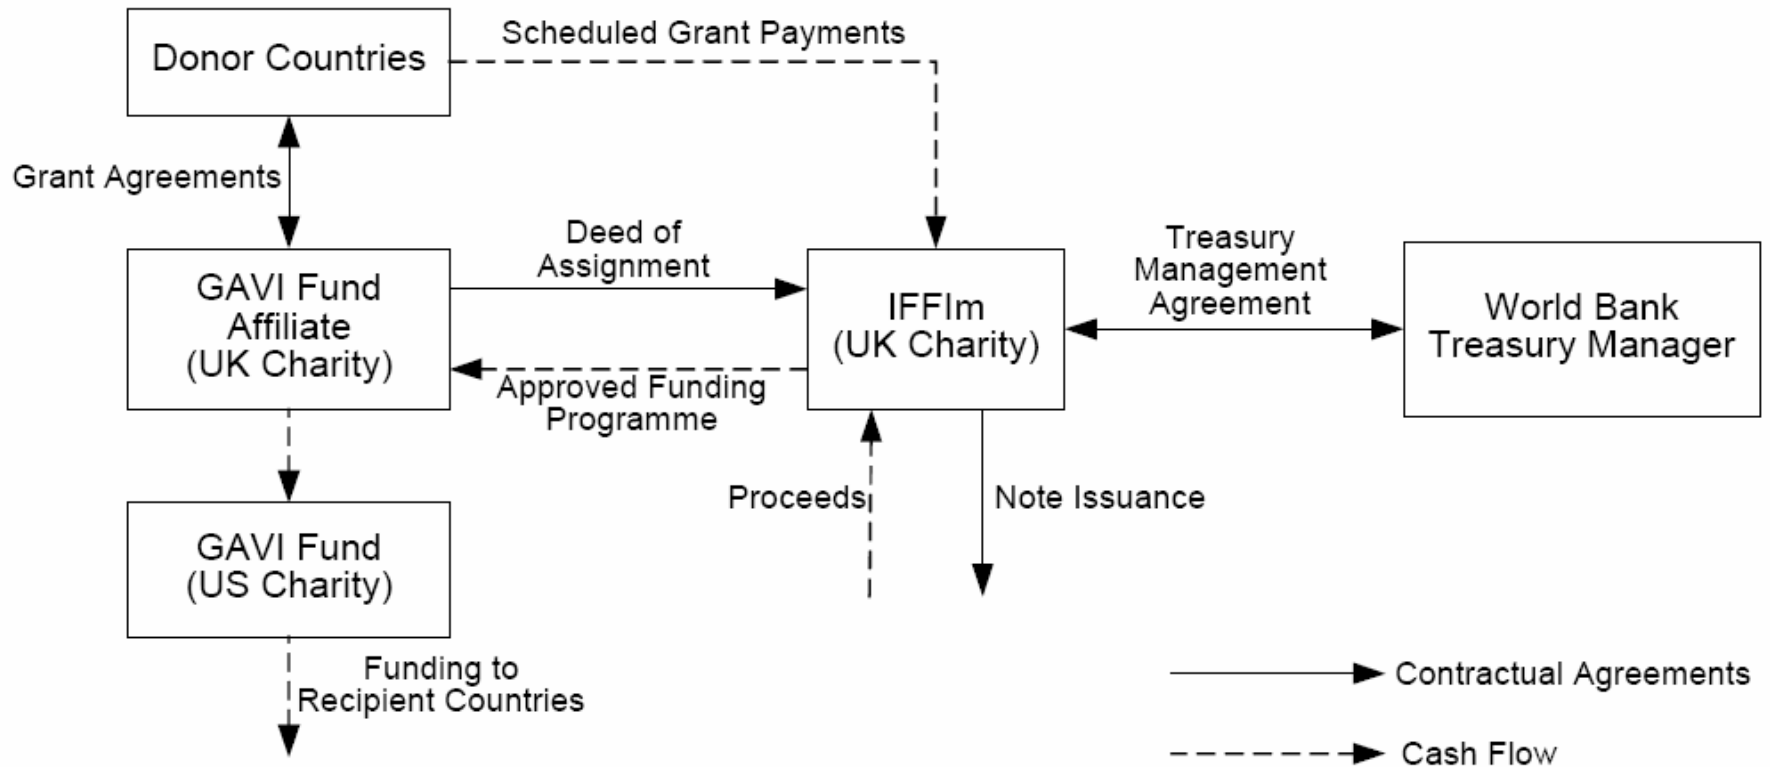 Scheduled Grant Payments
Donor Countries
Grant Agreements
Deed of
Assignment
Treasury
Management
Agreement
GAVI Fund
Affiliate
(UK Charity)
IFFIm
(UK Charity)
World Bank
Treasury Manager
Approved Funding
Programme
Proceeds
Note Issuance
GAVI Fund
(US Charity)
Funding to
Recipient Countries
Contractual Agreements
Cash Flow